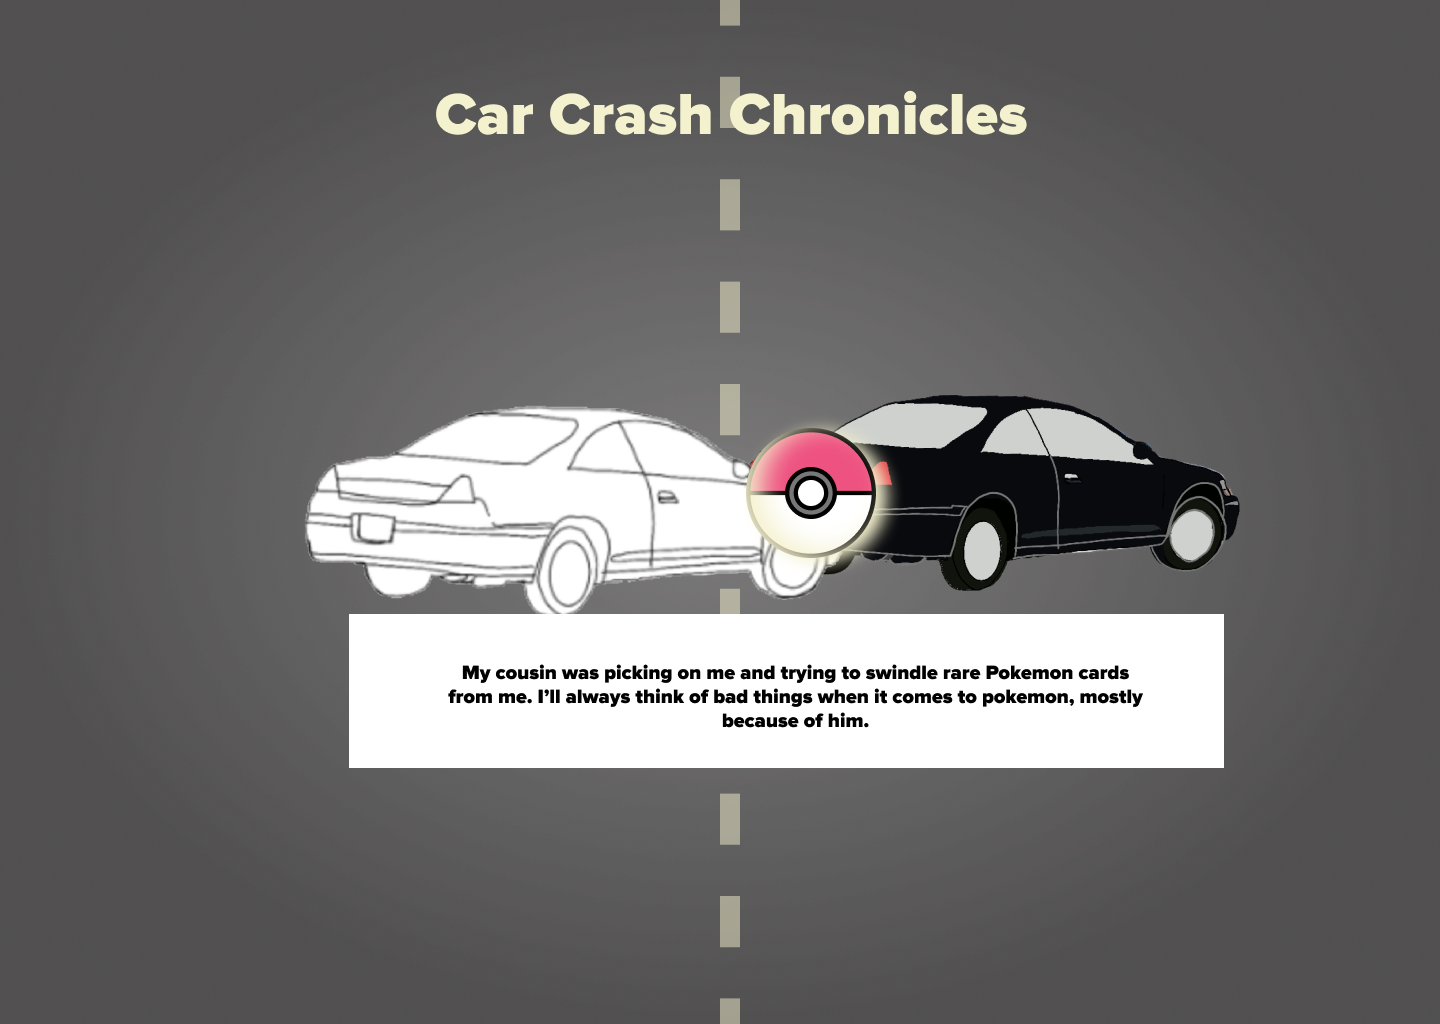 Car Crash Chronicles
My cousin was picking on me and trying to swindle rare Pokemon cards
from me. I’ll always think of bad things when it comes to pokemon, mostly
because of him.